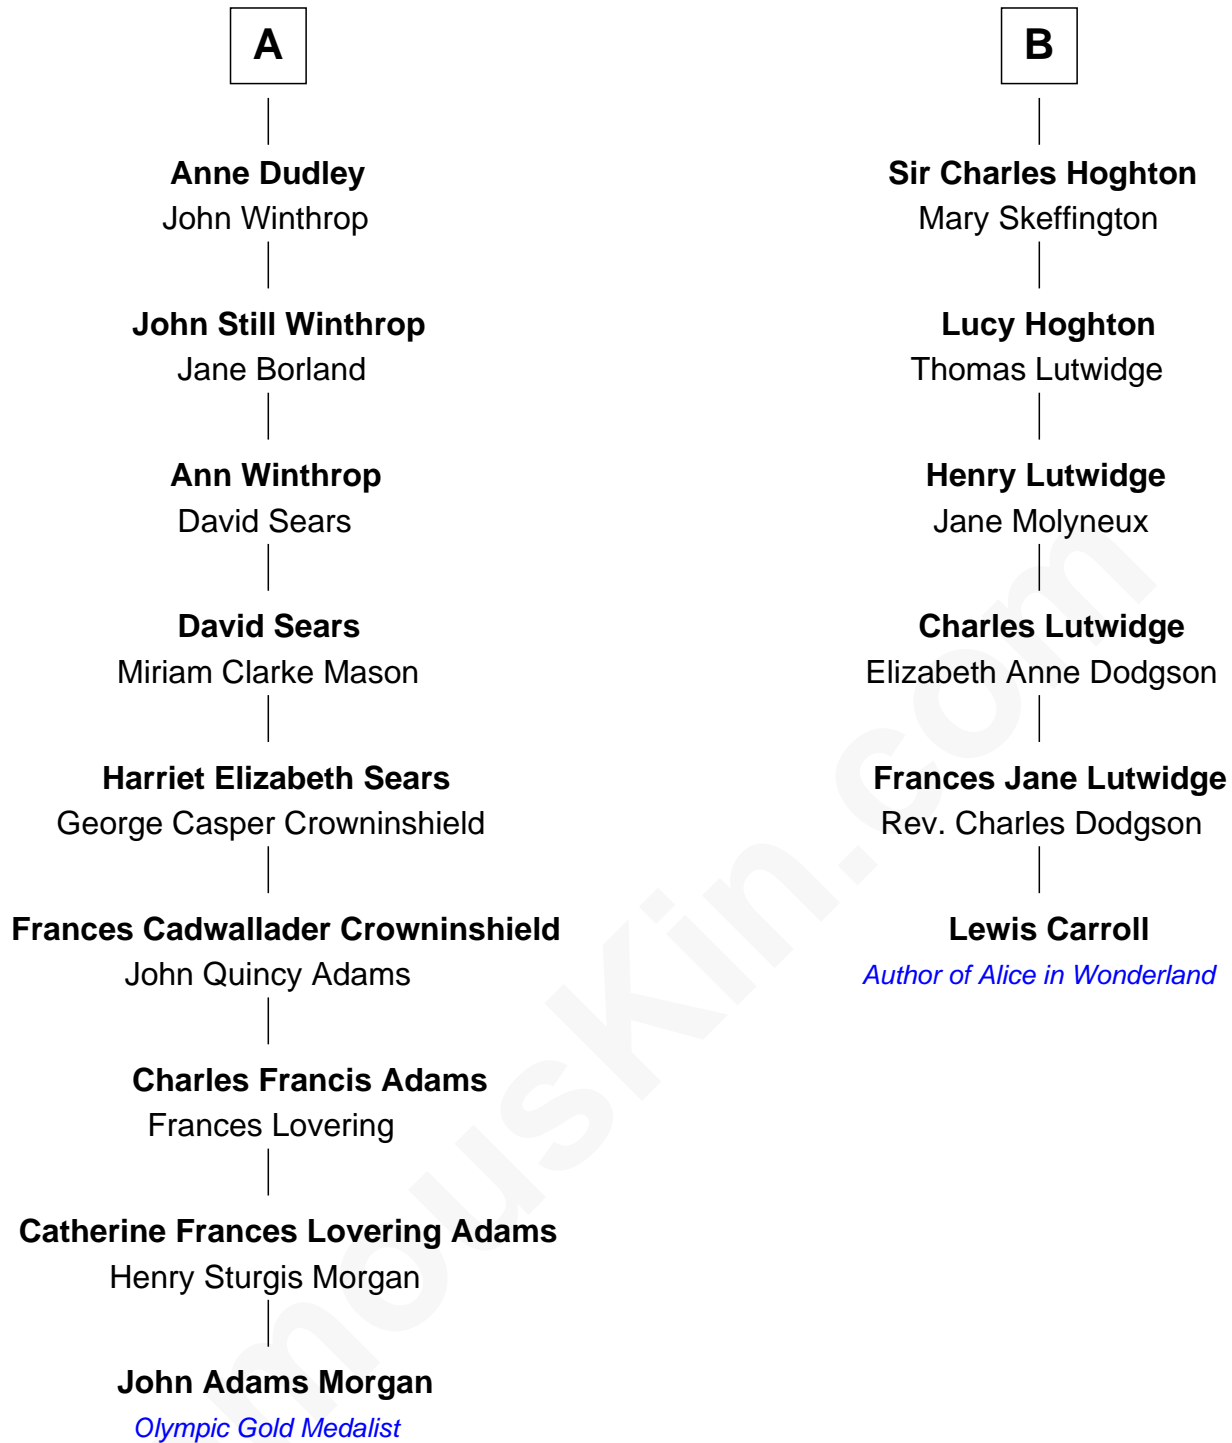 A
Anne Dudley
John Winthrop
John Still Winthrop
Jane Borland
Ann Winthrop
David Sears
David Sears
Miriam Clarke Mason
Harriet Elizabeth Sears
George Casper Crowninshield
Frances Cadwallader Crowninshield
John Quincy Adams
Charles Francis Adams
Frances Lovering
Catherine Frances Lovering Adams
Henry Sturgis Morgan
John Adams Morgan
Olympic Gold Medalist
B
Sir Charles Hoghton
Mary Skeffington
Lucy Hoghton
Thomas Lutwidge
Henry Lutwidge
Jane Molyneux
Charles Lutwidge
Elizabeth Anne Dodgson
Frances Jane Lutwidge
Rev. Charles Dodgson
Lewis Carroll
Author of Alice in Wonderland
mousKin.com